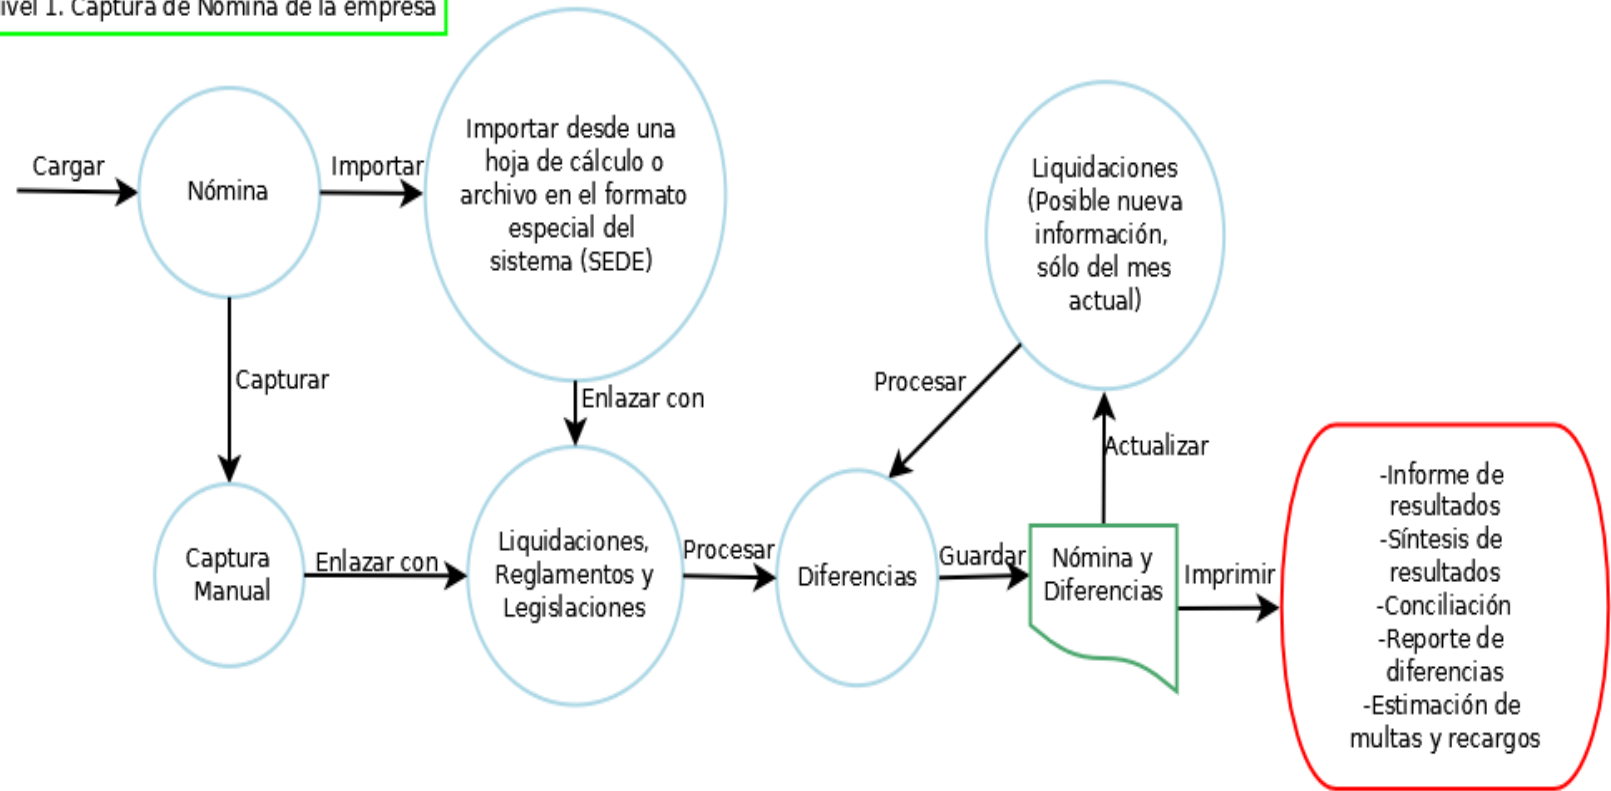 ivel 1. Captura de Nómina de la empresa
Cargar
Nómina
Importar
Importar desde una
hoja de cálculo o
archivo en el formato
especial del
sistema (SEDE)
Liquidaciones
(Posible nueva
información,
sólo del mes
actual)
Capturar
Enlazar con
Procesar
Actualizar
Captura
Manual
Enlazar con
Liquidaciones,
Reglamentos y
Legislaciones
Procesar
Diferencias
Guardar
Nómina y
Diferencias
Imprimir
-Informe de
resultados
-Síntesis de
resultados
-Conciliación
-Reporte de
diferencias
-Estimación de
multas y recargos